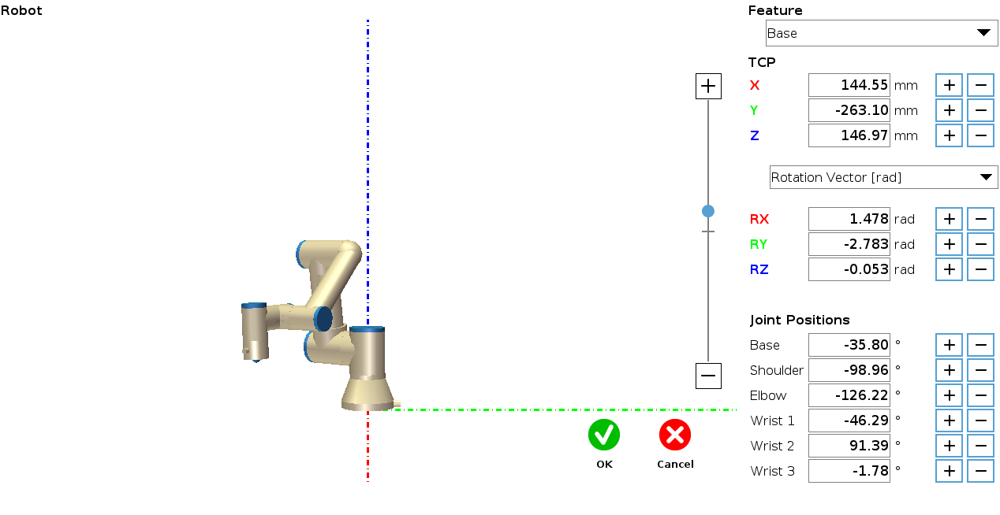 Robot
Feature
Base
TCP
X 144.55 mm
Y -263.10 mm
Z 146.97 mm
Rotation Vector [rad]
RX 1.478 rad
RY -2.783 rad
RZ -0.053 rad
Joint Positions
Base -35.80 °
Shoulder -98.96 °
Elbow -126.22 °
Wrist 1 -46.29 °
Wrist 2 91.39 °
Wrist 3 -1.78 °
OK
Cancel